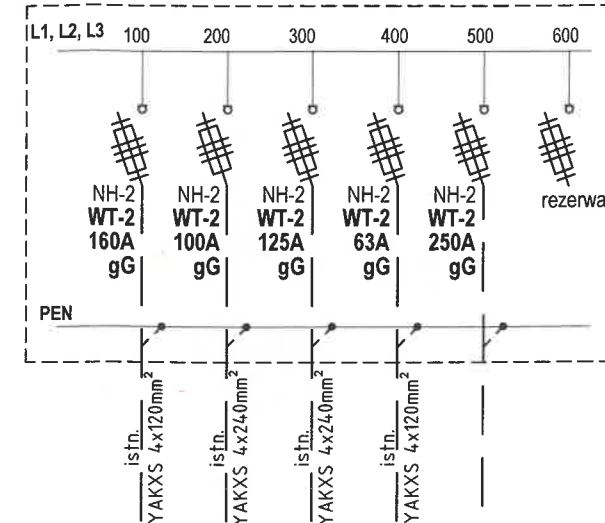 L1, L2, L3 100 200 300 400 500 600
NH-2 NH-2 NH-2 NH-2 NH-2 rezerwa
WT-2 WT-2 WT-2 WT-2 WT-2
160A 100A 125A 63A 250A
gG gG gG gG gG
PEN
istn.
YAKXS 4x120mm²
istn.
YAKXS 4x240mm²
istn.
YAKXS 4x240mm²
istn.
YAKXS 4x120mm²